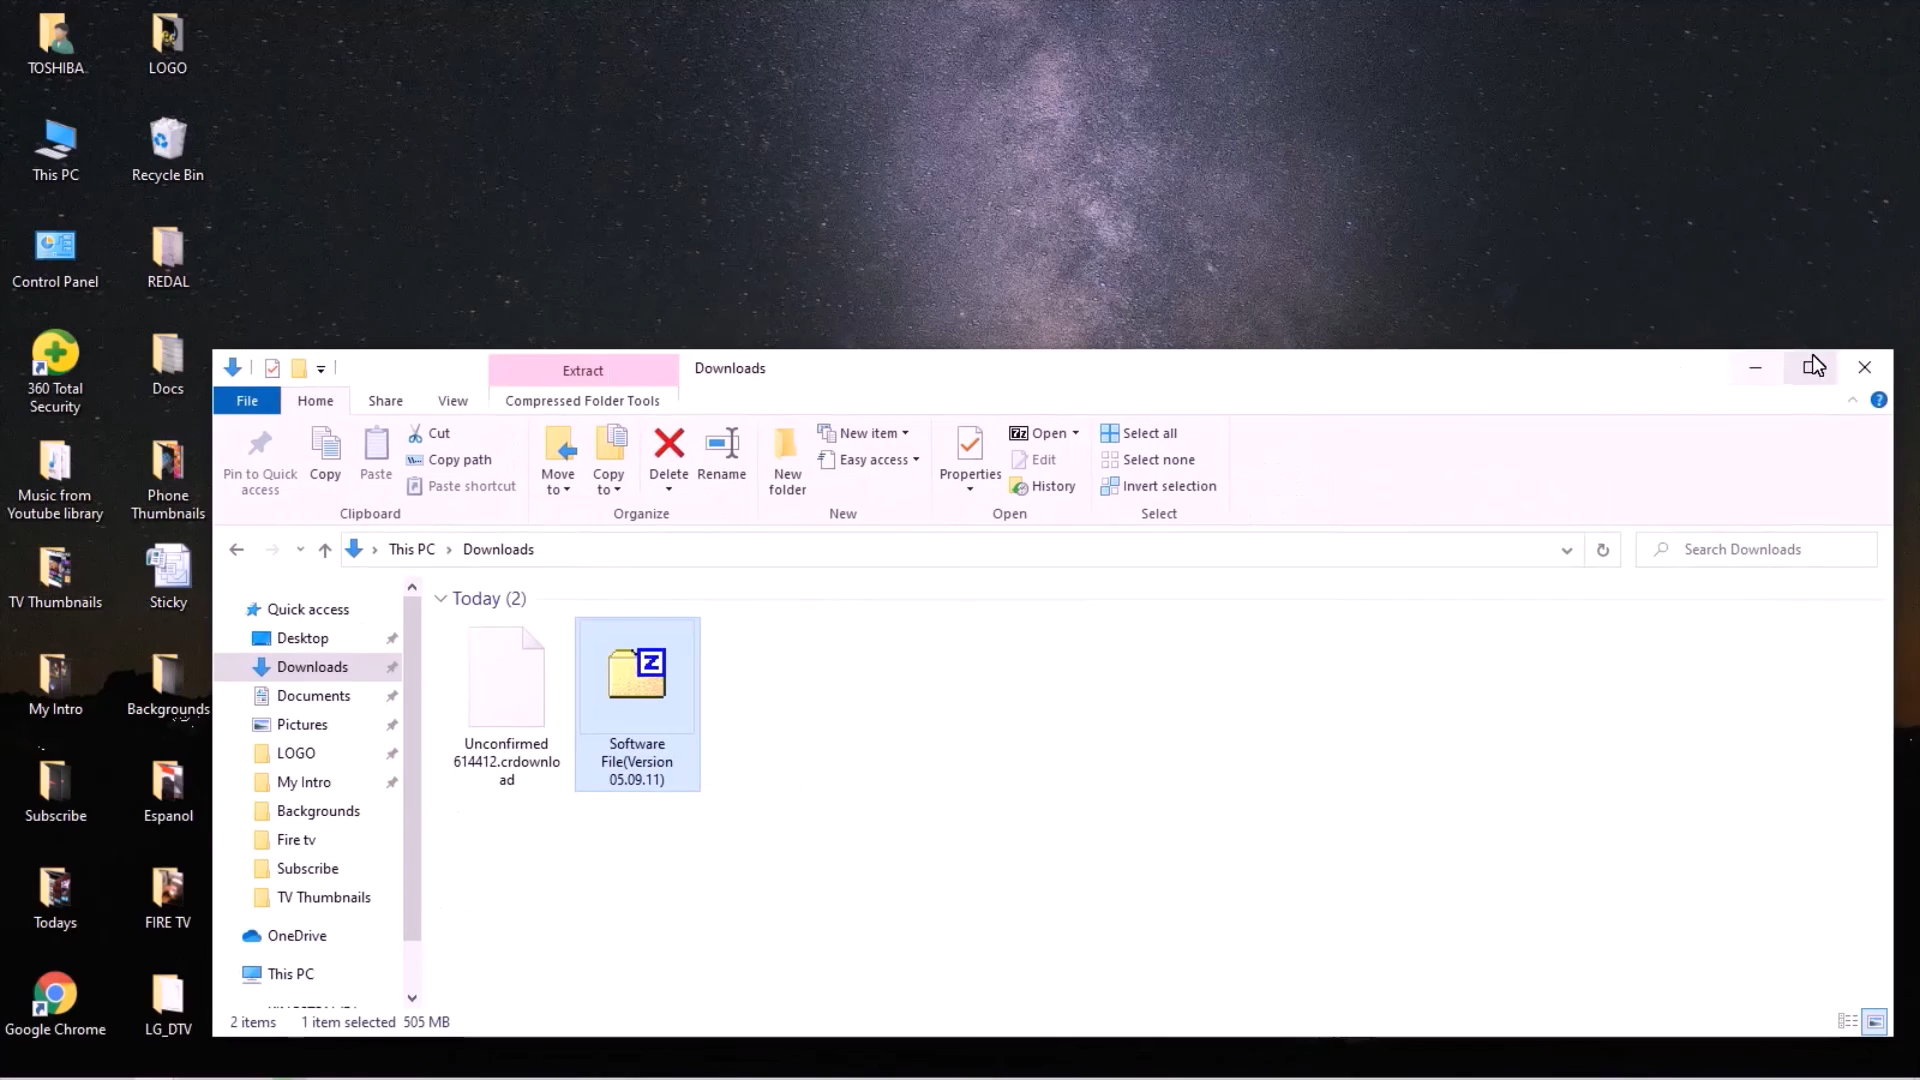 TOSHIBA
LOGO
This PC
Recycle Bin
Control Panel
REDAL
360 Total
Security
Docs
Music from
Youtube library
Phone
Thumbnails
TV Thumbnails
Sticky
My Intro
Backgrounds
Subscribe
Espanol
Todays
FIRE TV
Google Chrome
LG_DTV
Extract
Downloads
File
Home
Share
View
Compressed Folder Tools
Pin to Quick
access
Copy
Paste
Cut
Copy path
Paste shortcut
Clipboard
Move
to
Copy
to
Delete
Rename
Organize
New
folder
New item
Easy access
New
Properties
Open
Edit
History
Open
Select all
Select none
Invert selection
Select
This PC > Downloads
Search Downloads
Quick access
Desktop
Downloads
Documents
Pictures
LOGO
My Intro
Backgrounds
Fire tv
Subscribe
TV Thumbnails
OneDrive
This PC
Today (2)
Unconfirmed
614412.crdownlo
ad
Z
Software
File(Version
05.09.11)
2 items
1 item selected 505 MB